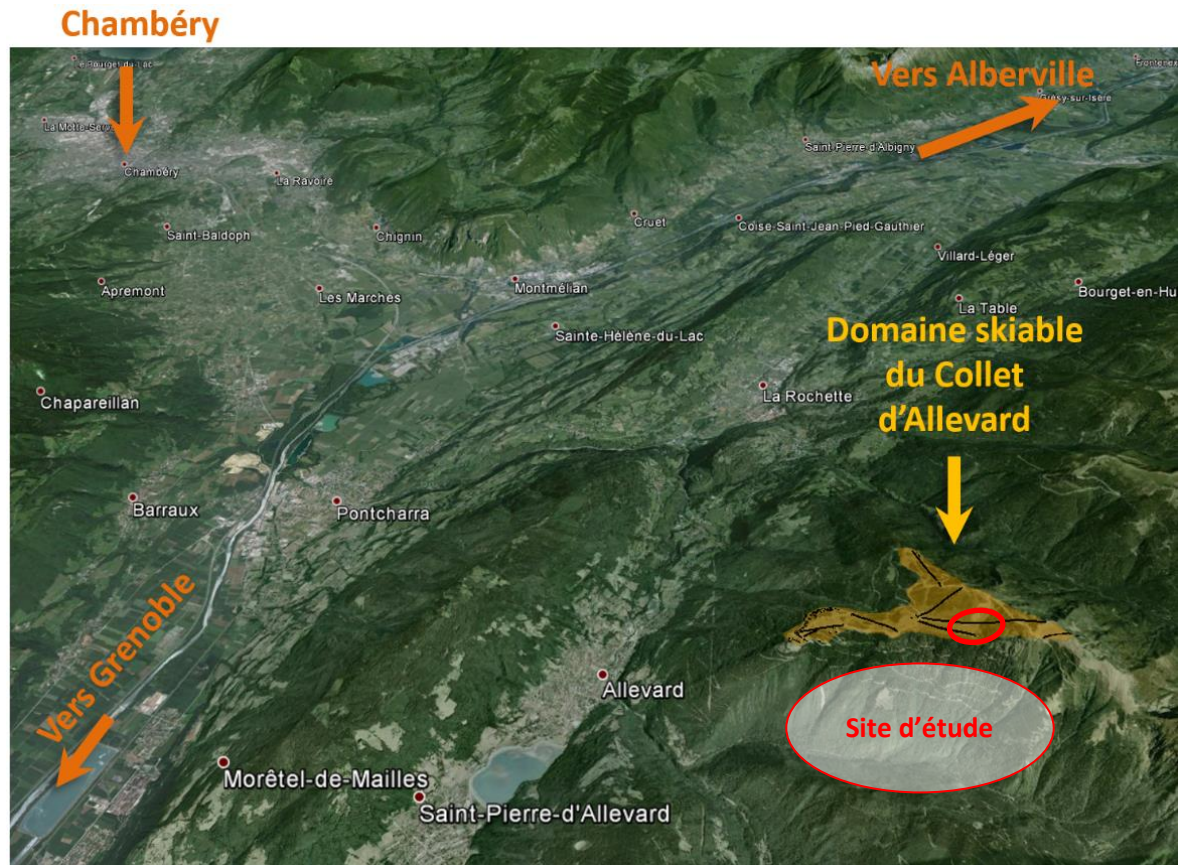 Chambéry
Le Bourget-du-Lac
Vers Alberville
Frontenex
Grésy-sur-Isère
La Motte-Serv
Saint-Pierre-d'Albigny
Chambéry
La Ravoire
Cruet
Coise-Saint-Jean-Pied-Gauthier
Saint-Baldoph
Chignin
Villard-Léger
Montmélian
Apremont
Les Marches
Bourget-en-Hu
La Table
Sainte-Hélène-du-Lac
Domaine skiable
du Collet
d'Allevard
Chapareillan
La Rochette
Barraux
Pontcharra
Vers Grenoble
Allevard
Site d'étude
Morêtel-de-Mailles
Saint-Pierre-d'Allevard